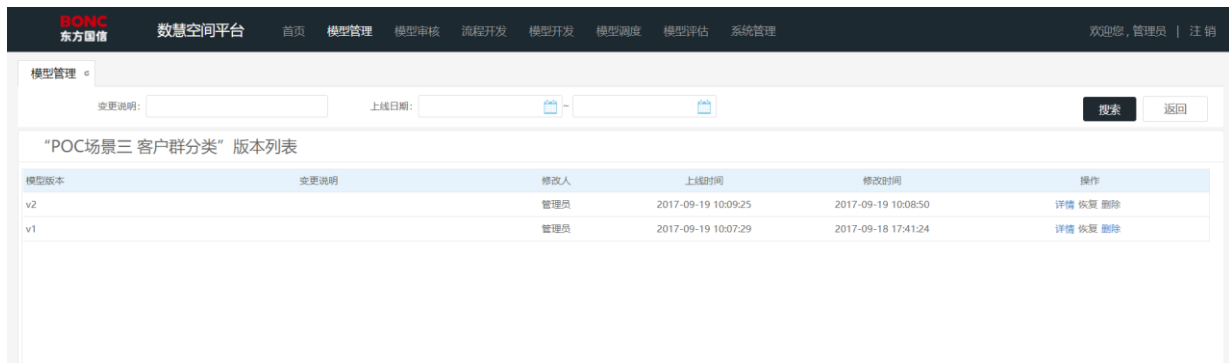 BONC
东方国信 数慧空间平台 首页 模型管理 模型审核 流程开发 模型开发 模型调度 模型评估 系统管理 欢迎您 , 管理员 | 注 销
模型管理
变更说明: 上线日期: ~ 搜索 返回
“POC场景三 客户群分类” 版本列表
模型版本 变更说明 修改人 上线时间 修改时间 操作
v2 管理员 2017-09-19 10:09:25 2017-09-19 10:08:50 详情 恢复 删除
v1 管理员 2017-09-19 10:07:29 2017-09-18 17:41:24 详情 恢复 删除